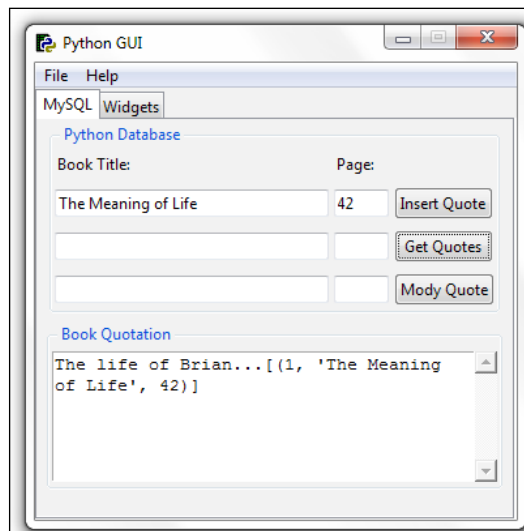 Python GUI
File Help
MySQL Widgets
Python Database
Book Title: Page:
The Meaning of Life 42 Insert Quote
Get Quotes
Mody Quote
Book Quotation
The life of Brian...[(1, 'The Meaning
of Life', 42)]